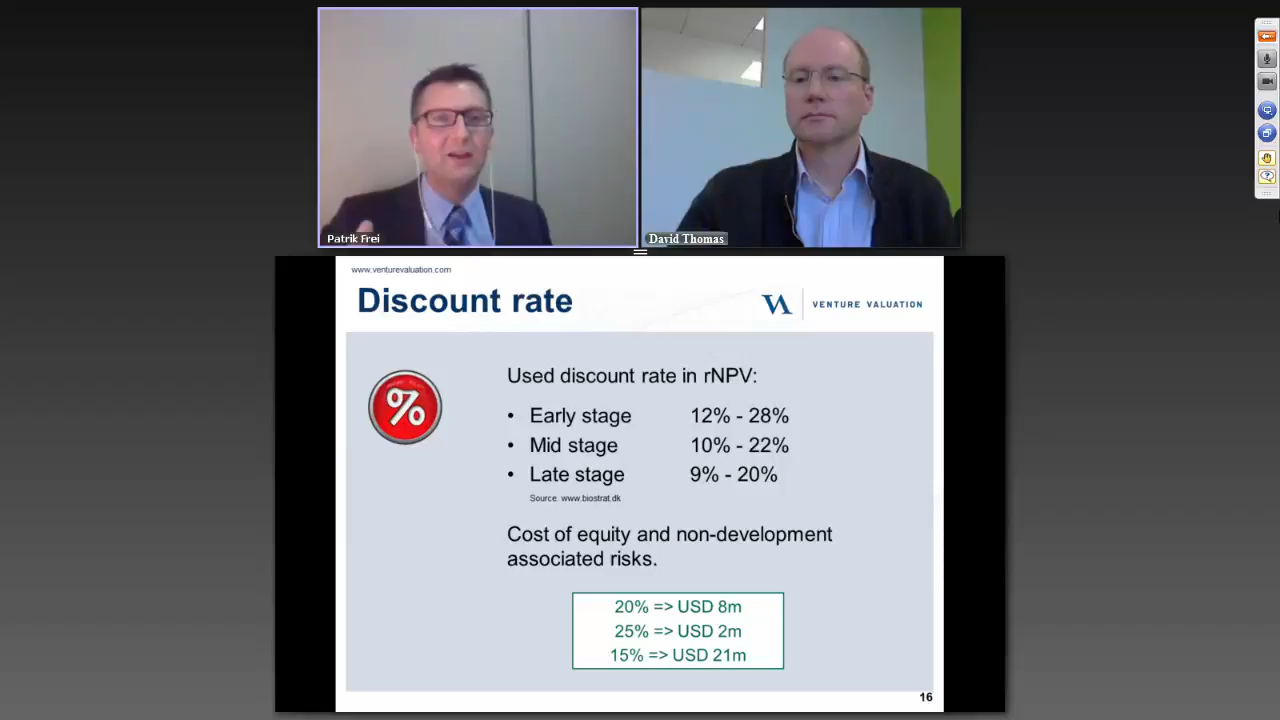 Patrik Frei
David Thomas
www.venturevaluation.com
Discount rate
VENTURE VALUATION
%
Used discount rate in rNPV:
• Early stage 12% - 28%
• Mid stage 10% - 22%
• Late stage 9% - 20%
Source: www.biostrat.dk
Cost of equity and non-development
associated risks.
20% => USD 8m
25% => USD 2m
15% => USD 21m
16